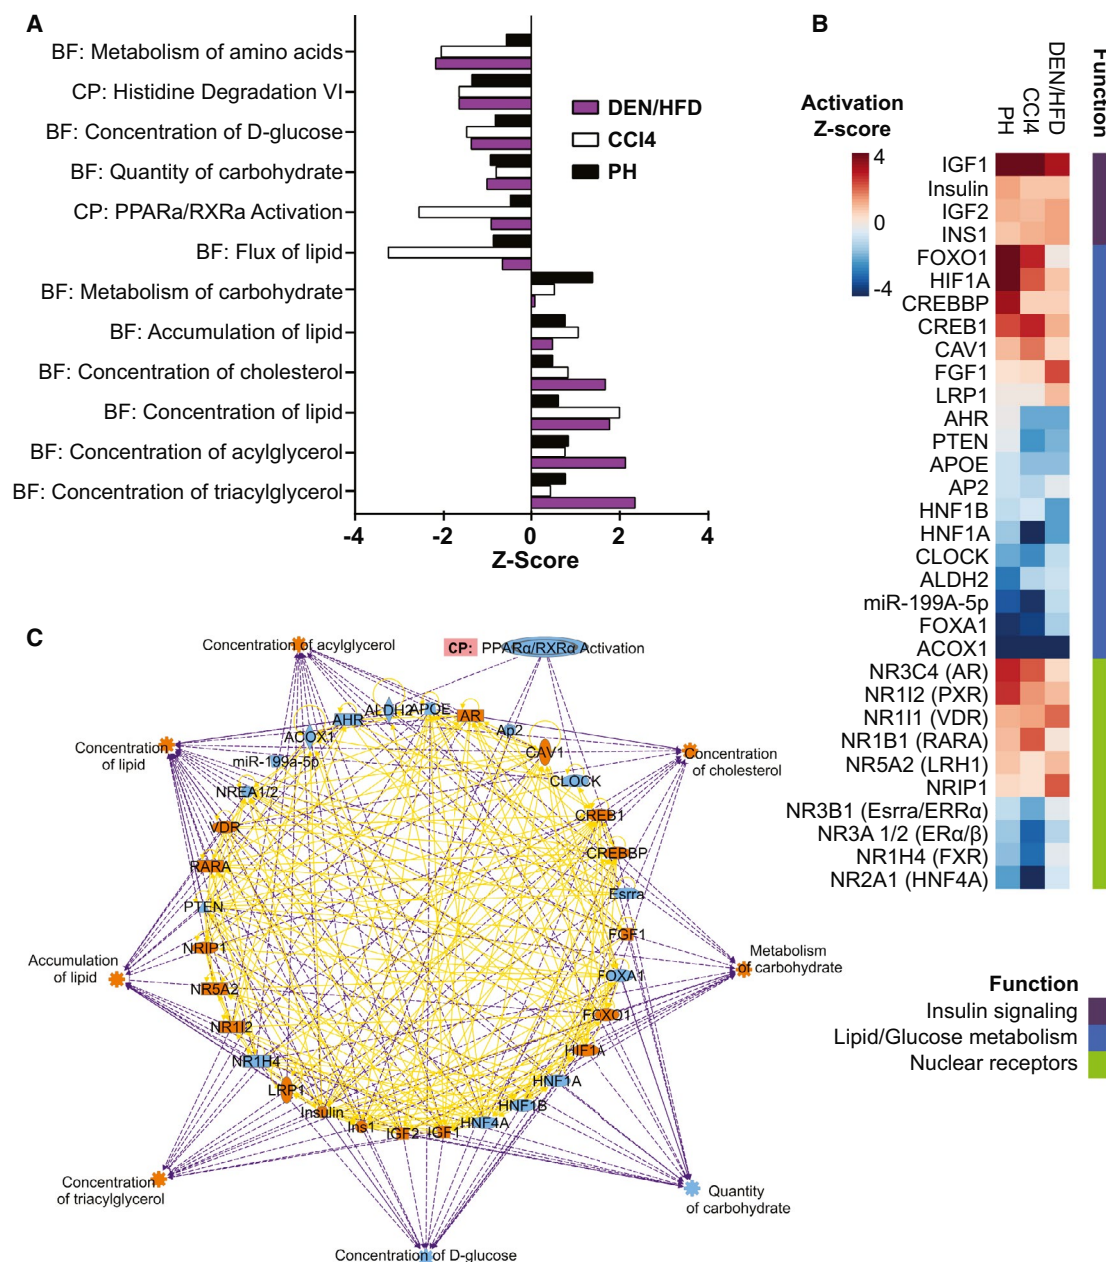 A
BF: Metabolism of amino acids
CP: Histidine Degradation VI
BF: Concentration of D-glucose
BF: Quantity of carbohydrate
CP: PPARa/RXRa Activation
BF: Flux of lipid
BF: Metabolism of carbohydrate
BF: Accumulation of lipid
BF: Concentration of cholesterol
BF: Concentration of lipid
BF: Concentration of acylglycerol
BF: Concentration of triacylglycerol
-4 -2 0 2 4
Z-Score
DEN/HFD
CCl4
PH
B
Activation
Z-score
4
0
-4
PH
CCl4
DEN/HFD
Function
IGF1
Insulin
IGF2
INS1
FOXO1
HIF1A
CREBBP
CREB1
CAV1
FGF1
LRP1
AHR
PTEN
APOE
AP2
HNF1B
HNF1A
CLOCK
ALDH2
miR-199A-5p
FOXA1
ACOX1
NR3C4 (AR)
NR1I2 (PXR)
NR1I1 (VDR)
NR1B1 (RARA)
NR5A2 (LRH1)
NRIP1
NR3B1 (Esrra/ERRα)
NR3A 1/2 (ERα/β)
NR1H4 (FXR)
NR2A1 (HNF4A)
Function
Insulin signaling
Lipid/Glucose metabolism
Nuclear receptors
C
Concentration of acylglycerol
CP: PPARα/RXRα Activation
Concentration
of lipid
Concentration
of cholesterol
Accumulation
of lipid
Metabolism
of carbohydrate
Concentration
of triacylglycerol
Quantity
of carbohydrate
Concentration of D-glucose
AHR
ALDH2
APOE
AR
Ap2
CAV1
CLOCK
CREB1
CREBBP
Esrra
FGF1
FOXA1
FOXO1
HIF1A
HNF1A
HNF1B
HNF4A
IGF1
IGF2
Ins1
Insulin
LRP1
NR1H4
NR1I2
NR5A2
NRIP1
PTEN
RARA
VDR
NREA1/2
miR-199a-5p
ACOX1